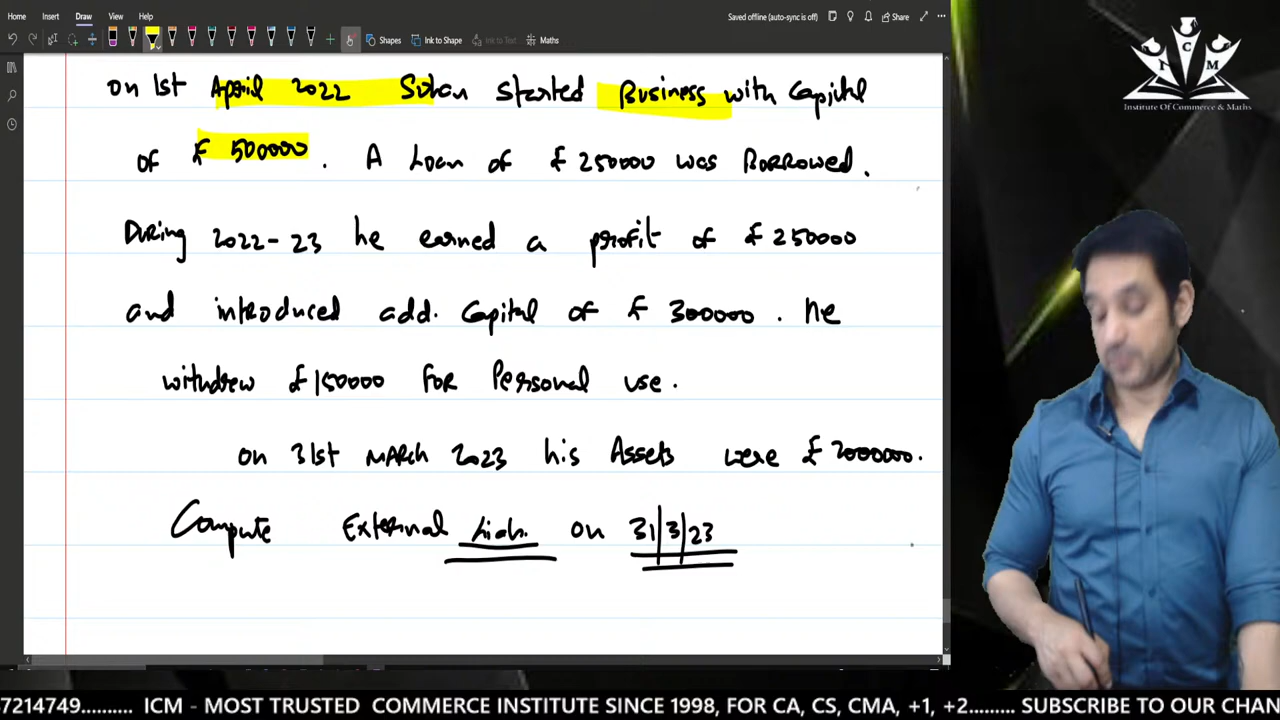 Home Insert Draw View Help
Saved offline (auto-sync is off)
Share
Shapes
Ink to Shape
Ink to Text
Maths
I C M
Institute Of Commerce & Maths
on 1st April 2022 Sohan started Business with Capital
of ₹ 500000. A Loan of ₹ 250000 was Borrowed.
During 2022-23 he earned a profit of ₹ 250000
and introduced add. Capital of ₹ 300000. he
withdrew ₹ 150000 For Personal use.
on 31st MARCH 2023 his Assets were ₹ 2000000.
Compute External Liab. on 31/3/23
37214749......... ICM - MOST TRUSTED COMMERCE INSTITUTE SINCE 1998, FOR CA, CS, CMA, +1, +2......... SUBSCRIBE TO OUR CHAN